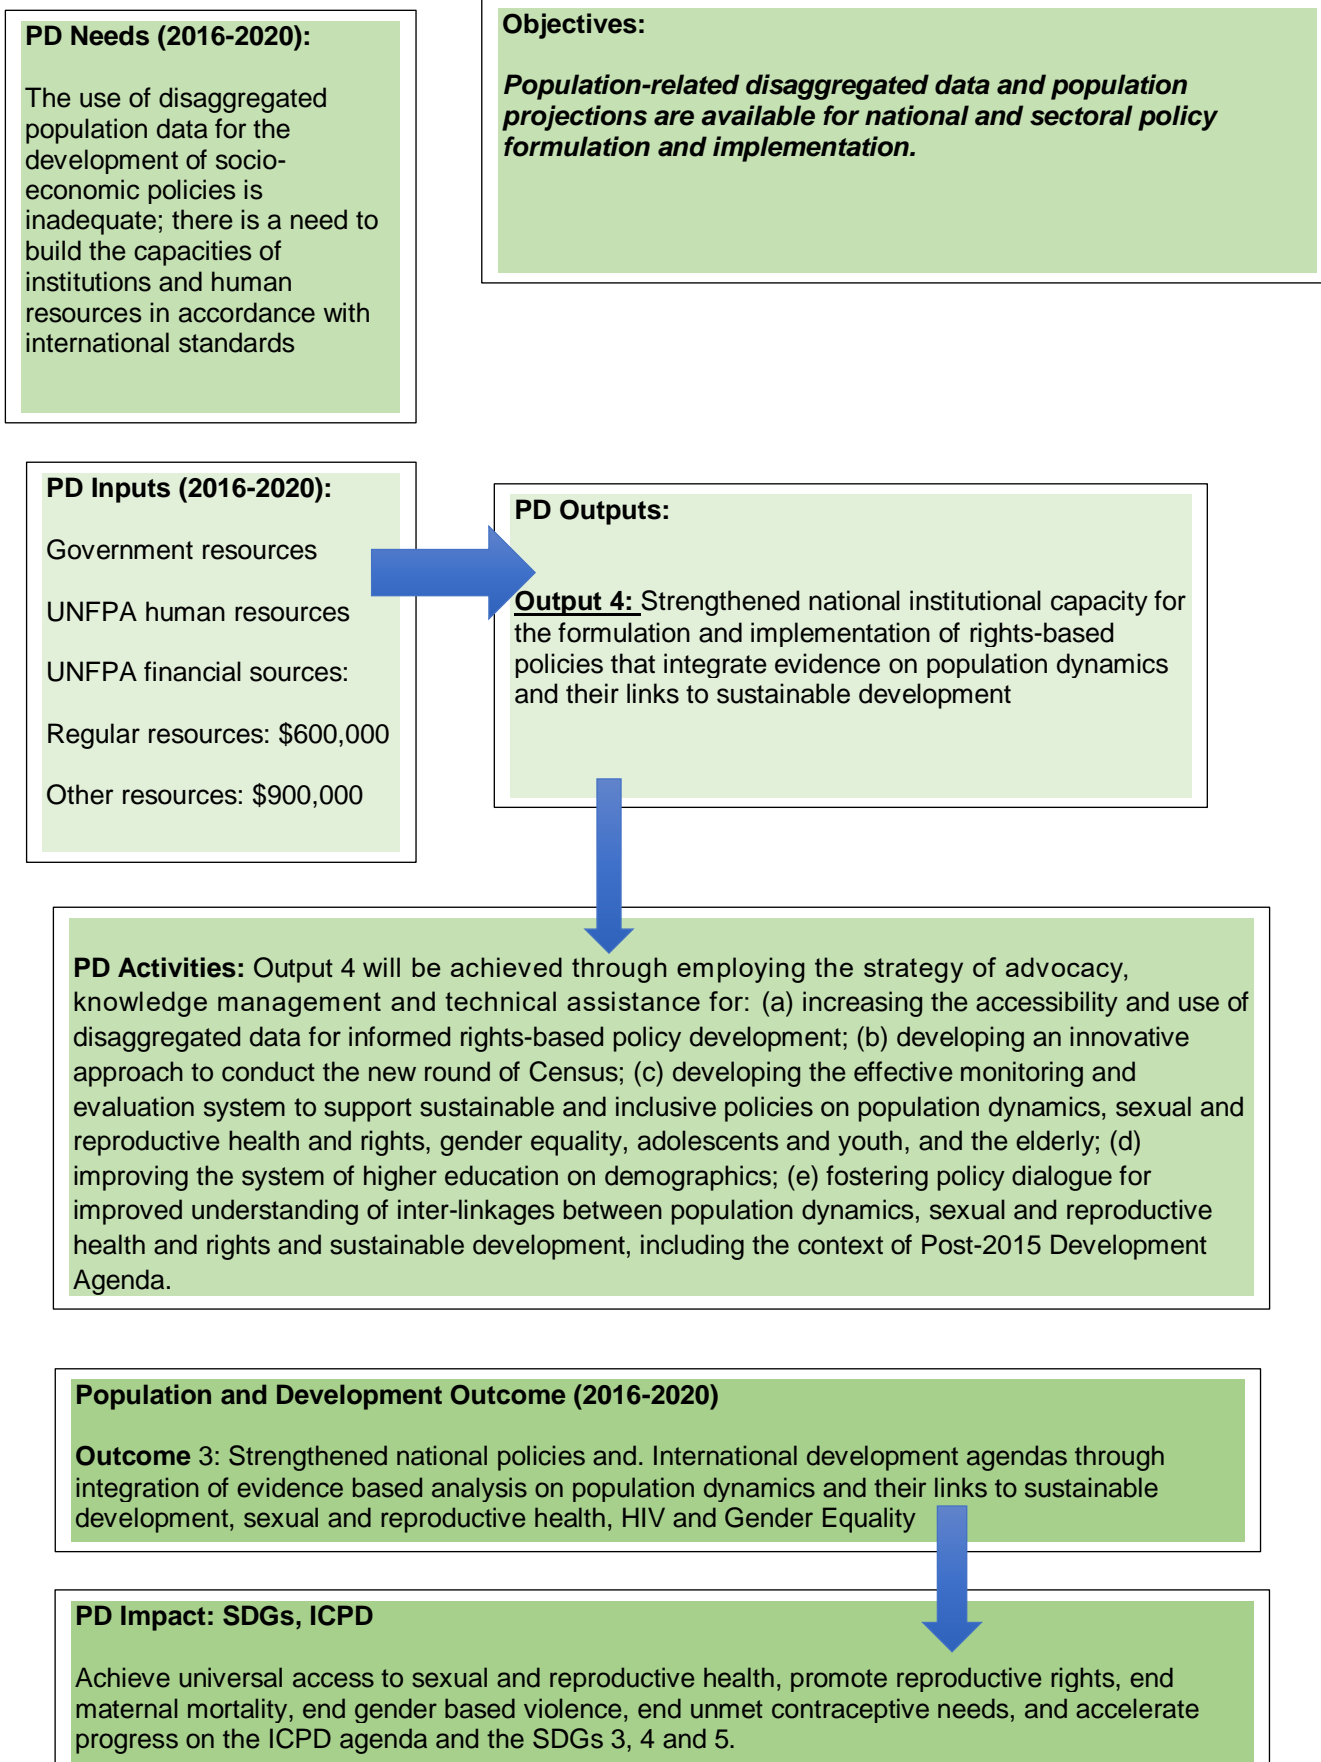 PD Needs (2016-2020):
The use of disaggregated
population data for the
development of socio-
economic policies is
inadequate; there is a need to
build the capacities of
institutions and human
resources in accordance with
international standards
Objectives:
Population-related disaggregated data and population
projections are available for national and sectoral policy
formulation and implementation.
PD Inputs (2016-2020):
Government resources
UNFPA human resources
UNFPA financial sources:
Regular resources: $600,000
Other resources: $900,000
PD Outputs:
Output 4: Strengthened national institutional capacity for
the formulation and implementation of rights-based
policies that integrate evidence on population dynamics
and their links to sustainable development
PD Activities: Output 4 will be achieved through employing the strategy of advocacy,
knowledge management and technical assistance for: (a) increasing the accessibility and use of
disaggregated data for informed rights-based policy development; (b) developing an innovative
approach to conduct the new round of Census; (c) developing the effective monitoring and
evaluation system to support sustainable and inclusive policies on population dynamics, sexual and
reproductive health and rights, gender equality, adolescents and youth, and the elderly; (d)
improving the system of higher education on demographics; (e) fostering policy dialogue for
improved understanding of inter-linkages between population dynamics, sexual and reproductive
health and rights and sustainable development, including the context of Post-2015 Development
Agenda.
Population and Development Outcome (2016-2020)
Outcome 3: Strengthened national policies and. International development agendas through
integration of evidence based analysis on population dynamics and their links to sustainable
development, sexual and reproductive health, HIV and Gender Equality
PD Impact: SDGs, ICPD
Achieve universal access to sexual and reproductive health, promote reproductive rights, end
maternal mortality, end gender based violence, end unmet contraceptive needs, and accelerate
progress on the ICPD agenda and the SDGs 3, 4 and 5.